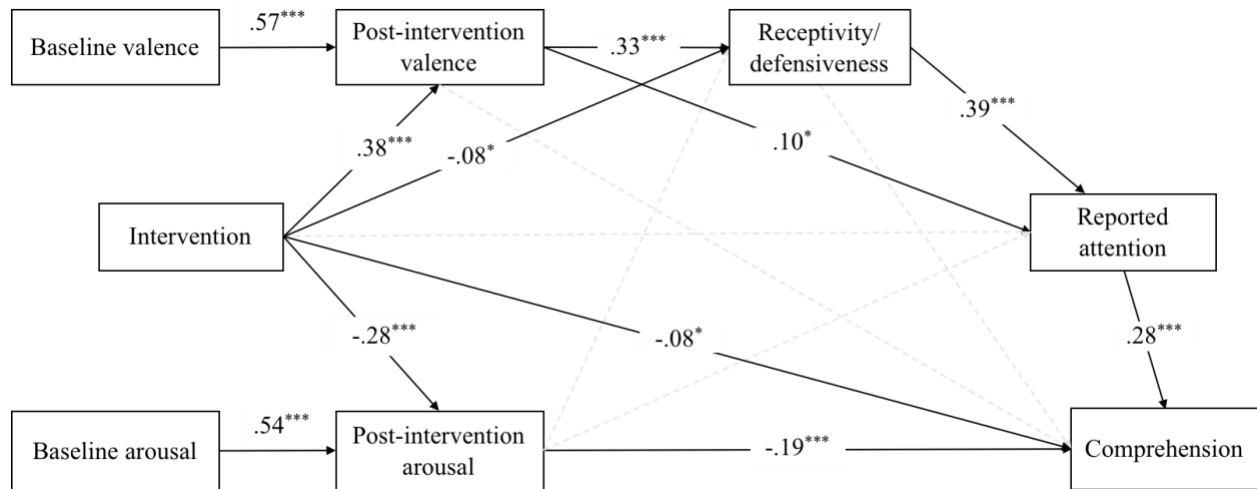 .57***
Baseline valence
Post-intervention
valence
.33***
Receptivity/
defensiveness
.39***
.38***
-.08*
.10*
Intervention
Reported
attention
-.28***
-.08*
.28***
.54***
Baseline arousal
Post-intervention
arousal
-.19***
Comprehension